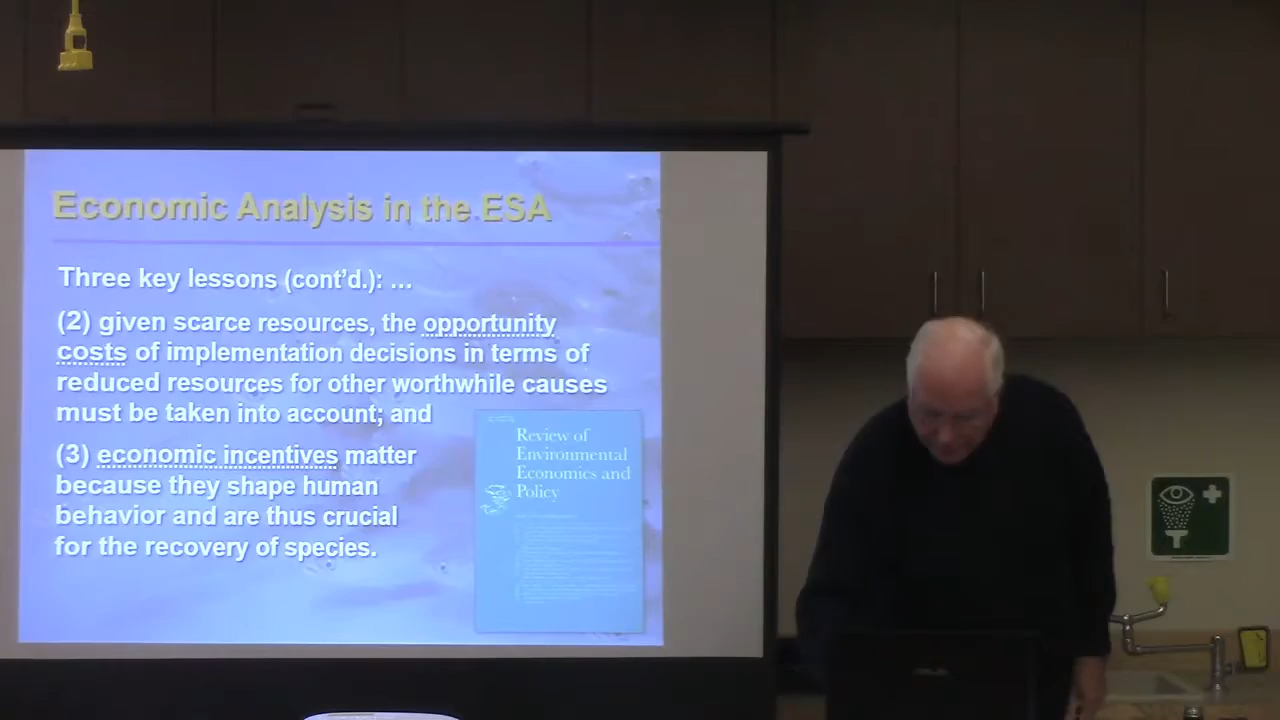 Economic Analysis in the ESA
Three key lessons (cont’d.): ...
(2) given scarce resources, the opportunity
costs of implementation decisions in terms of
reduced resources for other worthwhile causes
must be taken into account; and
(3) economic incentives matter
because they shape human
behavior and are thus crucial
for the recovery of species.
Review of
Environmental
Economics and
Policy